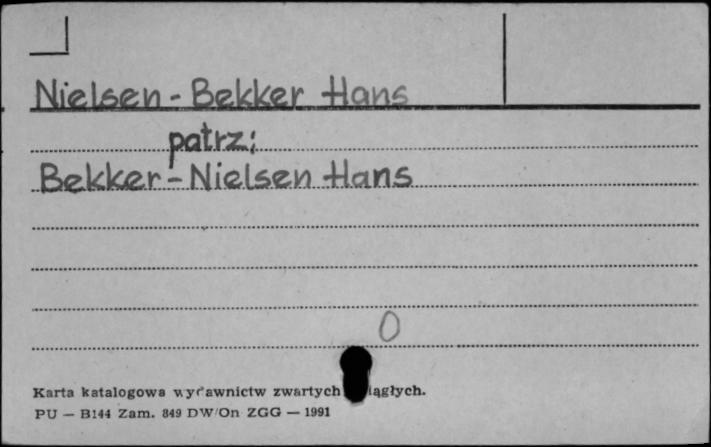 Nielsen - Bekker Hans
patrz:
Bekker - Nielsen Hans
0
Karta katalogowa wydawnictw zwartych iągłych.
PU — B144 Zam. 849 DW/On ZGG — 1991